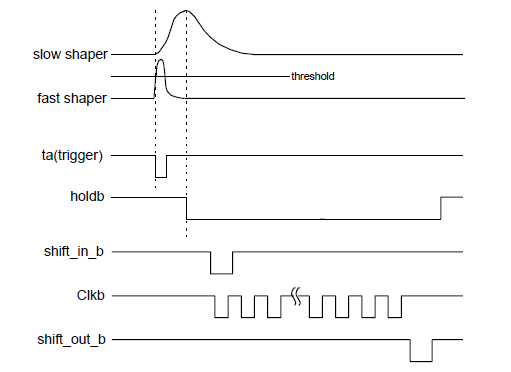 slow shaper
threshold
fast shaper
ta(trigger)
holdb
shift_in_b
Clkb
shift_out_b